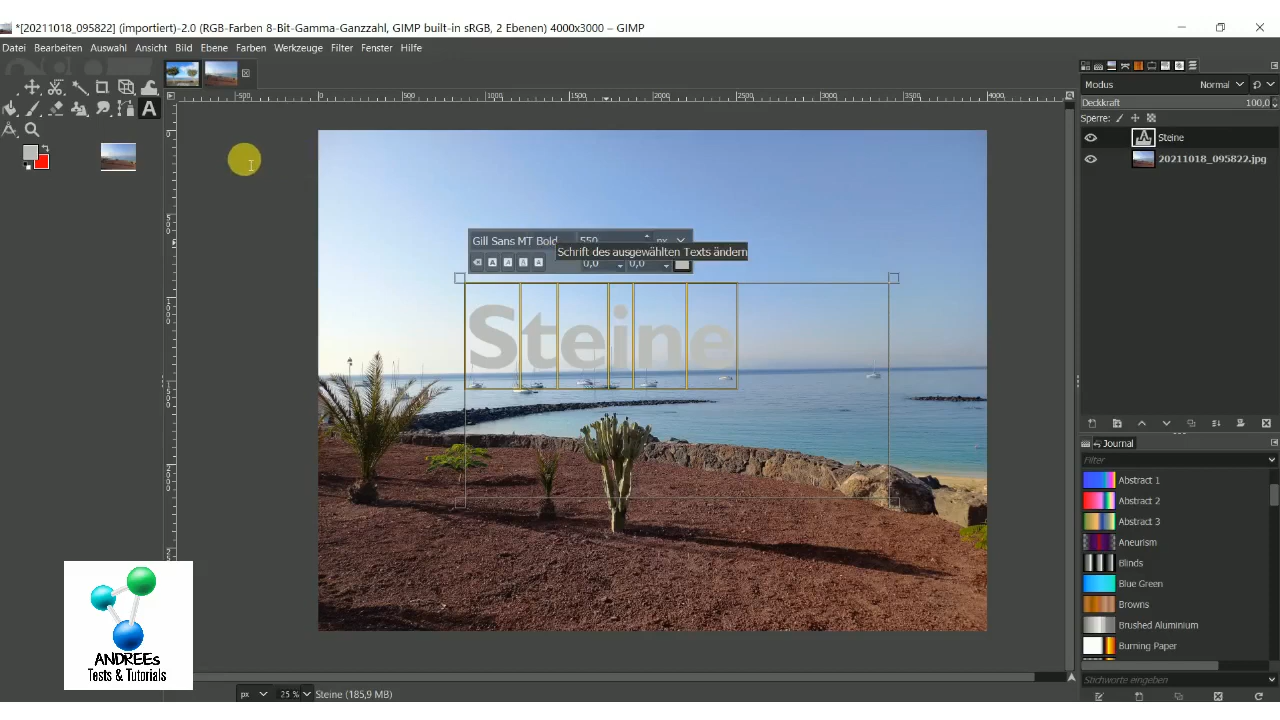 *[20211018_095822] (importiert)-2.0 (RGB-Farben 8-Bit-Gamma-Ganzzahl, GIMP built-in sRGB, 2 Ebenen) 4000x3000 – GIMP
Datei Bearbeiten Auswahl Ansicht Bild Ebene Farben Werkzeuge Filter Fenster Hilfe
Modus Normal
Deckkraft 100,0
Sperre:
Steine
20211018_095822.jpg
Gill Sans MT Bold 550 px
Schrift des ausgewählten Texts ändern
0,0 0,0
Steine
Journal
Filter
Abstract 1
Abstract 2
Abstract 3
Aneurism
Blinds
Blue Green
Browns
Brushed Aluminium
Burning Paper
Stichworte eingeben
ANDREEs
Tests & Tutorials
px 25 % Steine (185,9 MB)